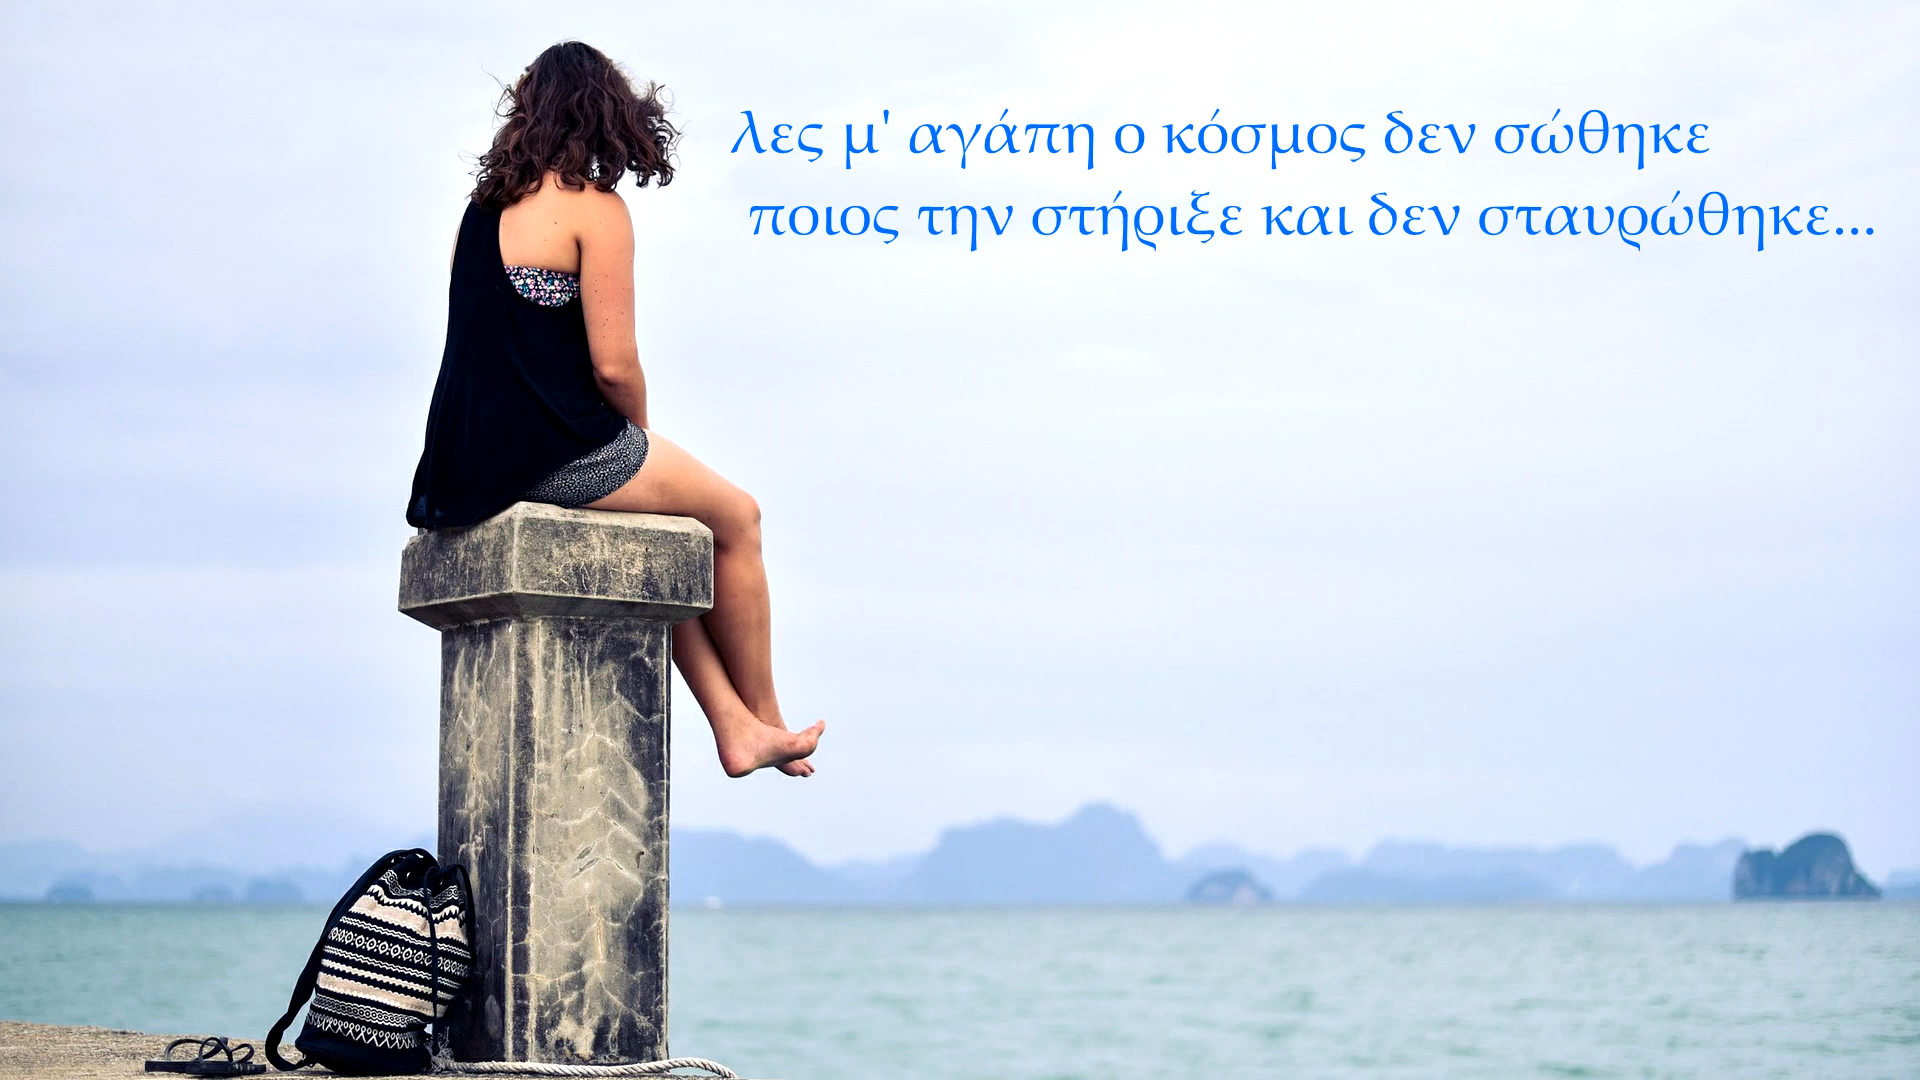 λες μ' αγάπη ο κόσμος δεν σώθηκε
ποιος την στήριξε και δεν σταυρώθηκε...